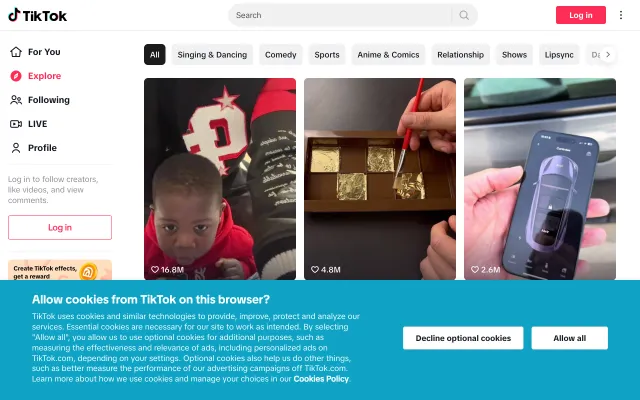 TikTok
Search
Log in
For You
Explore
Following
LIVE
Profile
Log in to follow creators,
like videos, and view
comments.
Log in
Create TikTok effects,
get a reward
All
Singing & Dancing
Comedy
Sports
Anime & Comics
Relationship
Shows
Lipsync
16.8M
4.8M
2.6M
Allow cookies from TikTok on this browser?
TikTok uses cookies and similar technologies to provide, improve, protect and analyze our
services. Essential cookies are necessary for our site to work as intended. By selecting
"Allow all", you allow us to use optional cookies for additional purposes, such as
measuring the effectiveness and relevance of ads, including personalized ads on
TikTok.com, depending on your settings. Optional cookies also help us do other things,
such as better measure the performance of our advertising campaigns off TikTok.com.
Learn more about how we use cookies and manage your choices in our Cookies Policy.
Decline optional cookies
Allow all